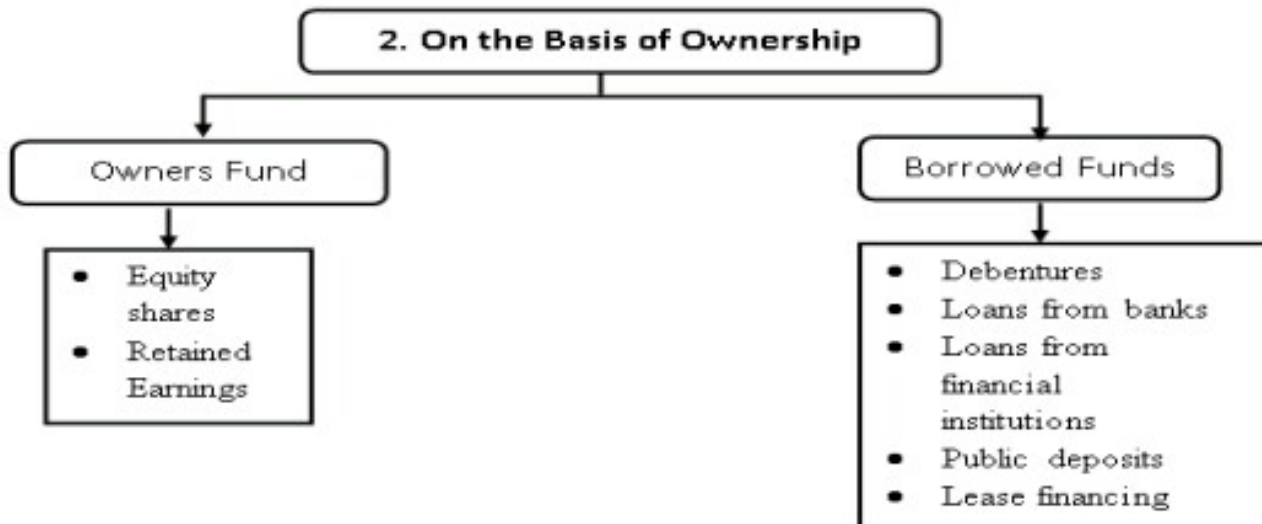 2. On the Basis of Ownership
Owners Fund
Borrowed Funds
• Equity
shares
• Retained
Earnings
• Debentures
• Loans from banks
• Loans from
financial
institutions
• Public deposits
• Lease financing